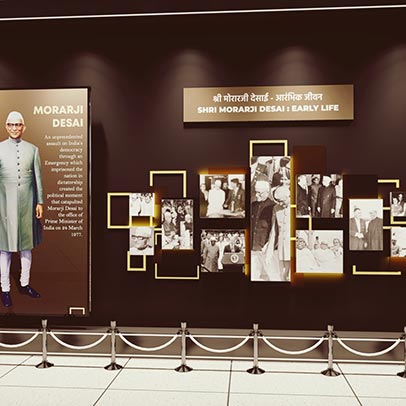 MORARJI
DESAI
An unprecedented
assault on India's
democracy
through an
Emergency which
imprisoned the
nation in
dictatorship
created the
political moment
that catapulted
Morarji Desai to
the office of
Prime Minister of
India on 24 March
1977.
श्री मोरारजी देसाई - आरंभिक जीवन
SHRI MORARJI DESAI : EARLY LIFE